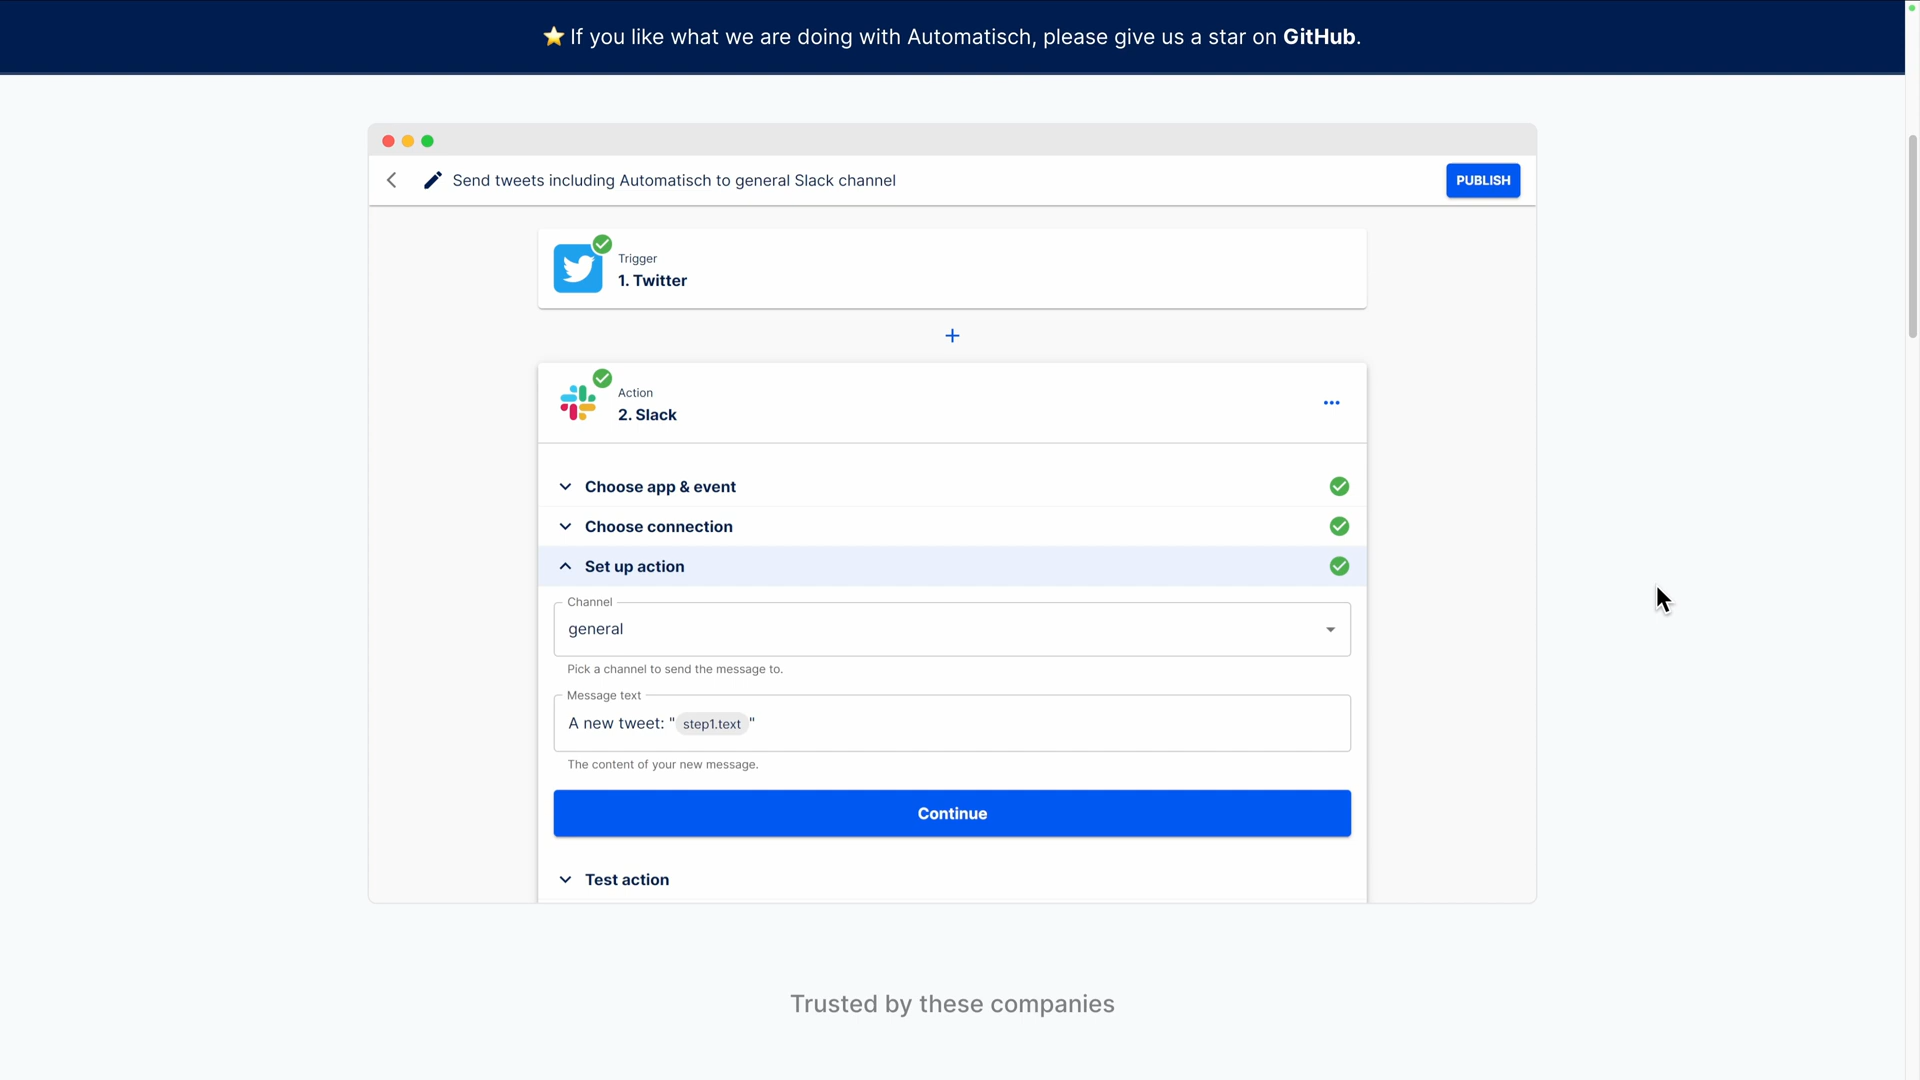 ⭐ If you like what we are doing with Automatisch, please give us a star on GitHub.
Send tweets including Automatisch to general Slack channel
PUBLISH
Trigger
1. Twitter
+
Action
2. Slack
Choose app & event
Choose connection
Set up action
Channel
general
Pick a channel to send the message to.
Message text
A new tweet: " step1.text "
The content of your new message.
Continue
Test action
Trusted by these companies